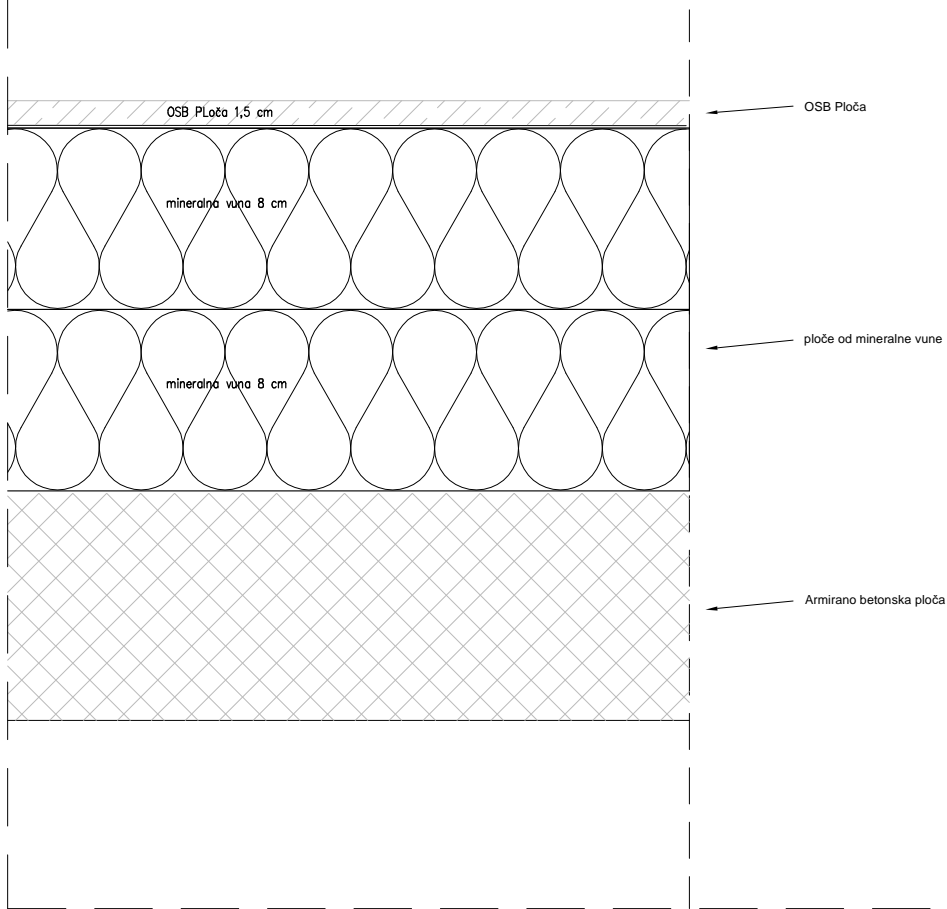 OSB PLoča 1,5 cm
OSB Ploča
mineralna vuna 8 cm
ploče od mineralne vune
mineralna vuna 8 cm
Armirano betonska ploča